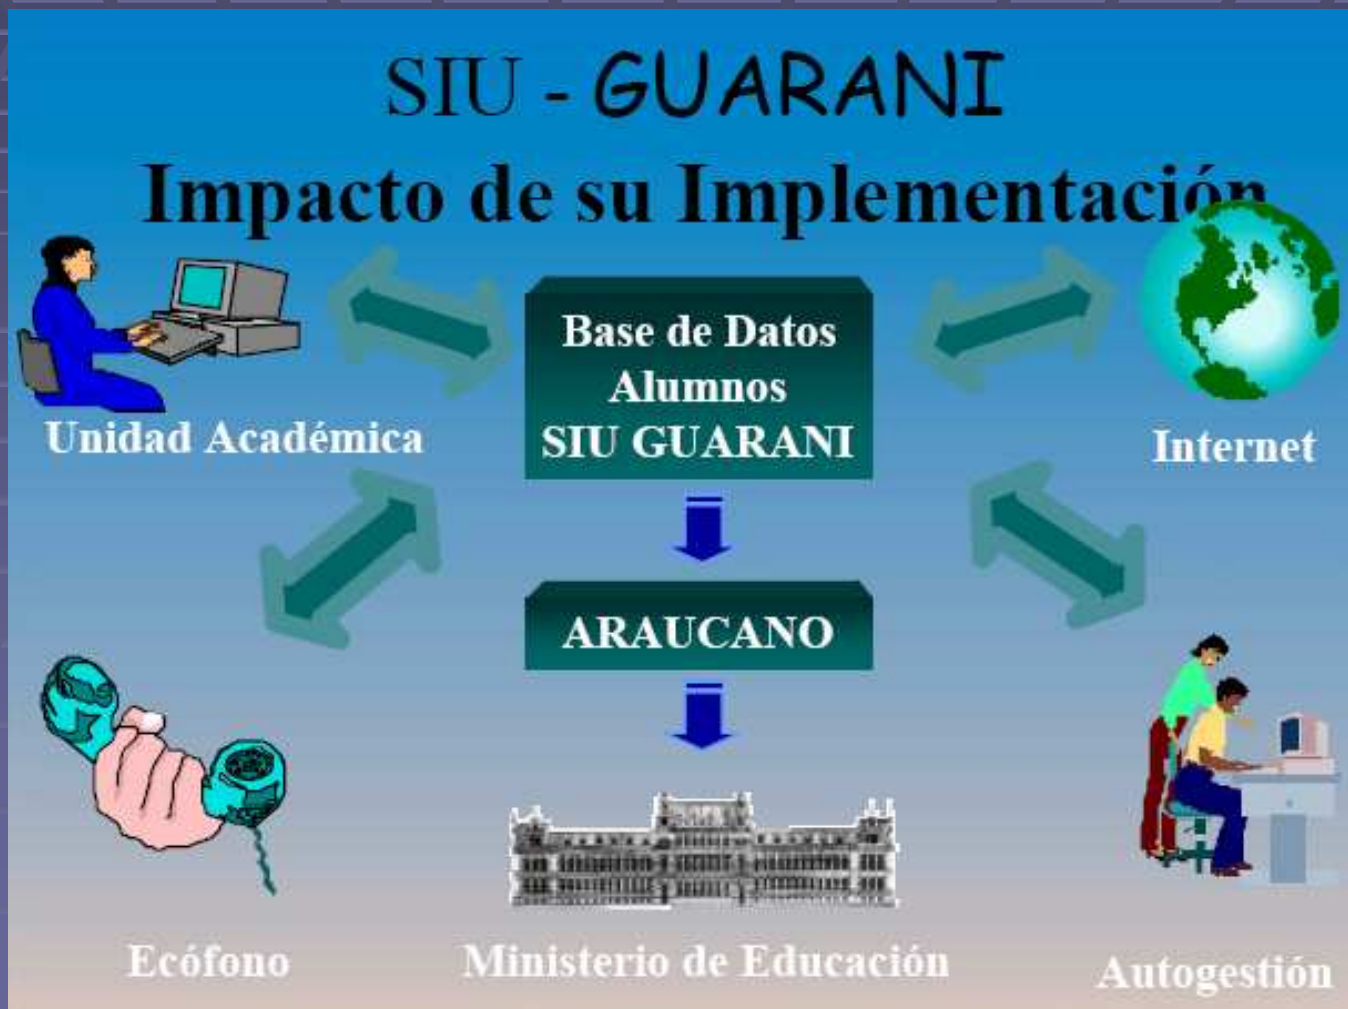 SIU - GUARANI
Impacto de su Implementación
Base de Datos
Alumnos
SIU GUARANI
Unidad Académica
Internet
ARAUCANO
Ecófono
Ministerio de Educación
Autogestión